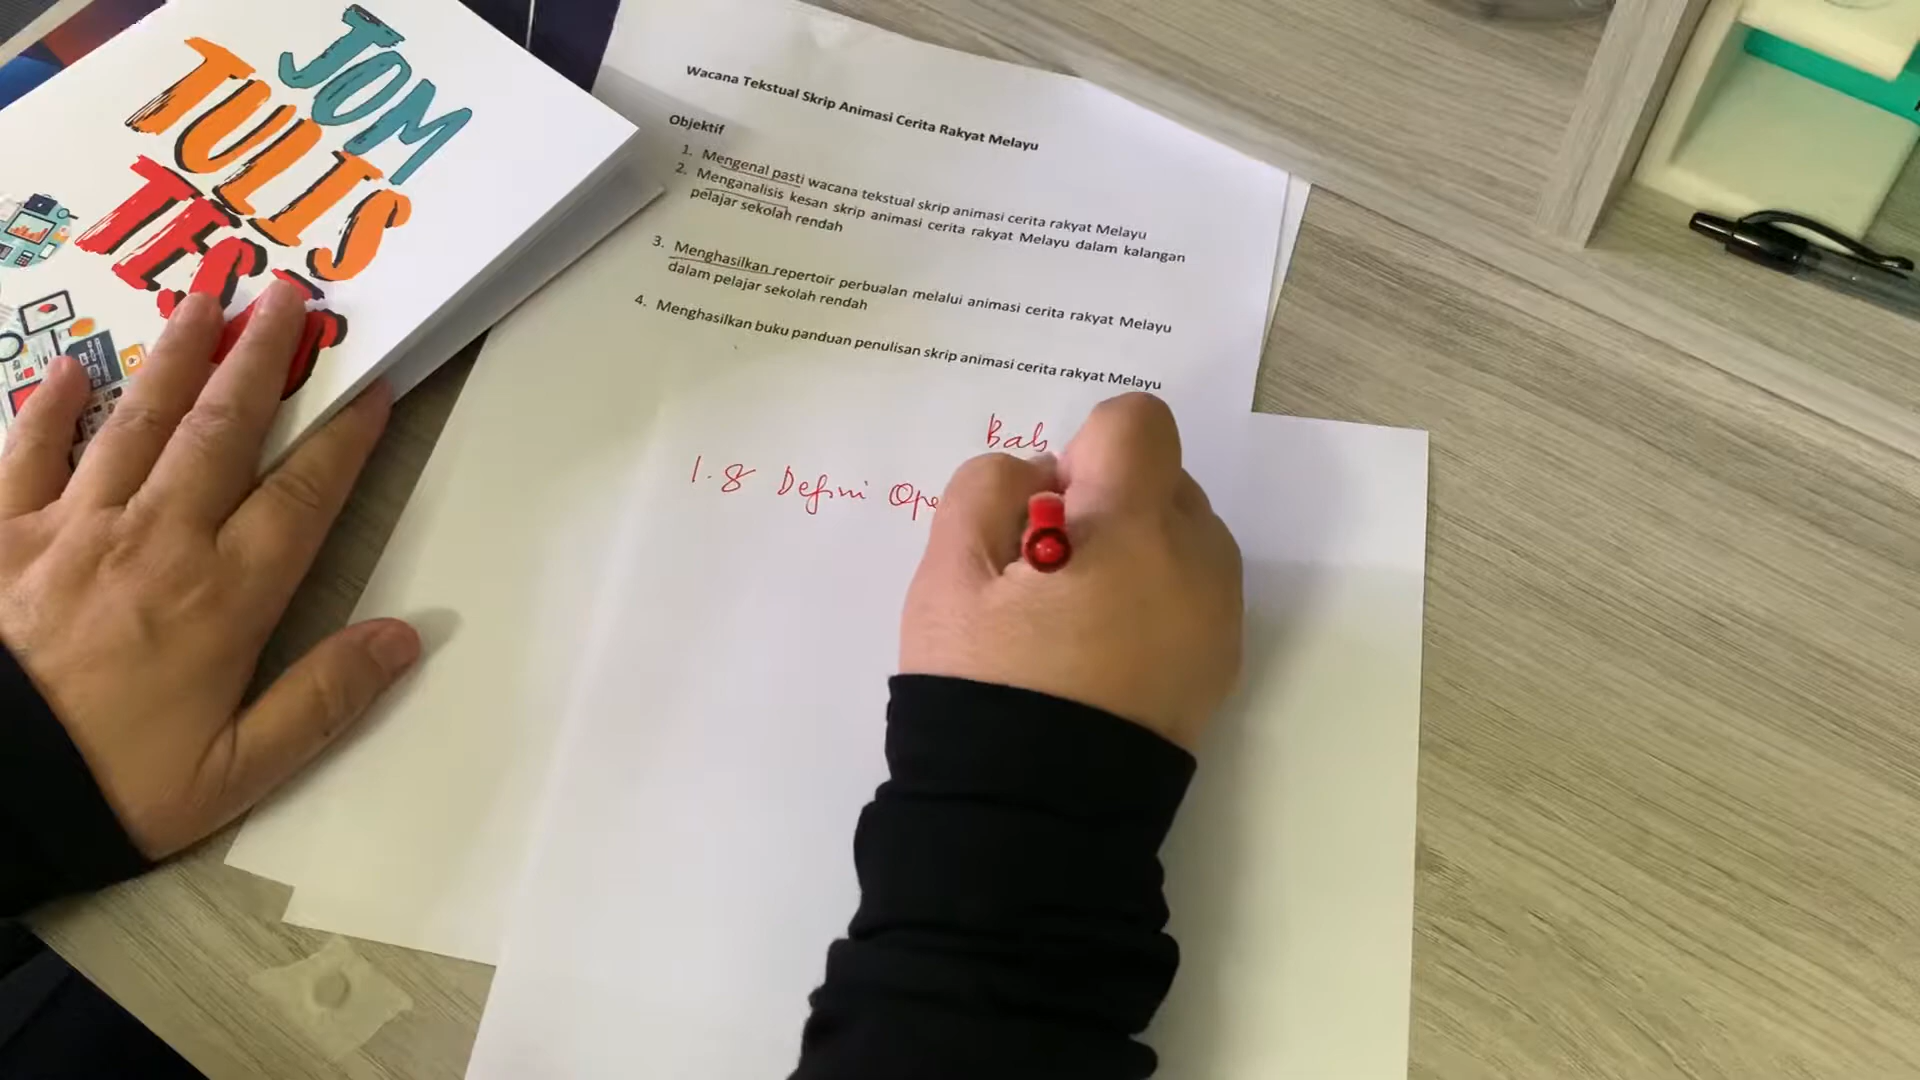 JOM
TULIS
TESIS
Wacana Tekstual Skrip Animasi Cerita Rakyat Melayu
Objektif
1. Mengenal pasti wacana tekstual skrip animasi cerita rakyat Melayu
2. Menganalisis kesan skrip animasi cerita rakyat Melayu dalam kalangan
pelajar sekolah rendah
3. Menghasilkan repertoir perbualan melalui animasi cerita rakyat Melayu
dalam pelajar sekolah rendah
4. Menghasilkan buku panduan penulisan skrip animasi cerita rakyat Melayu
Bab
1.8 Defini Ope